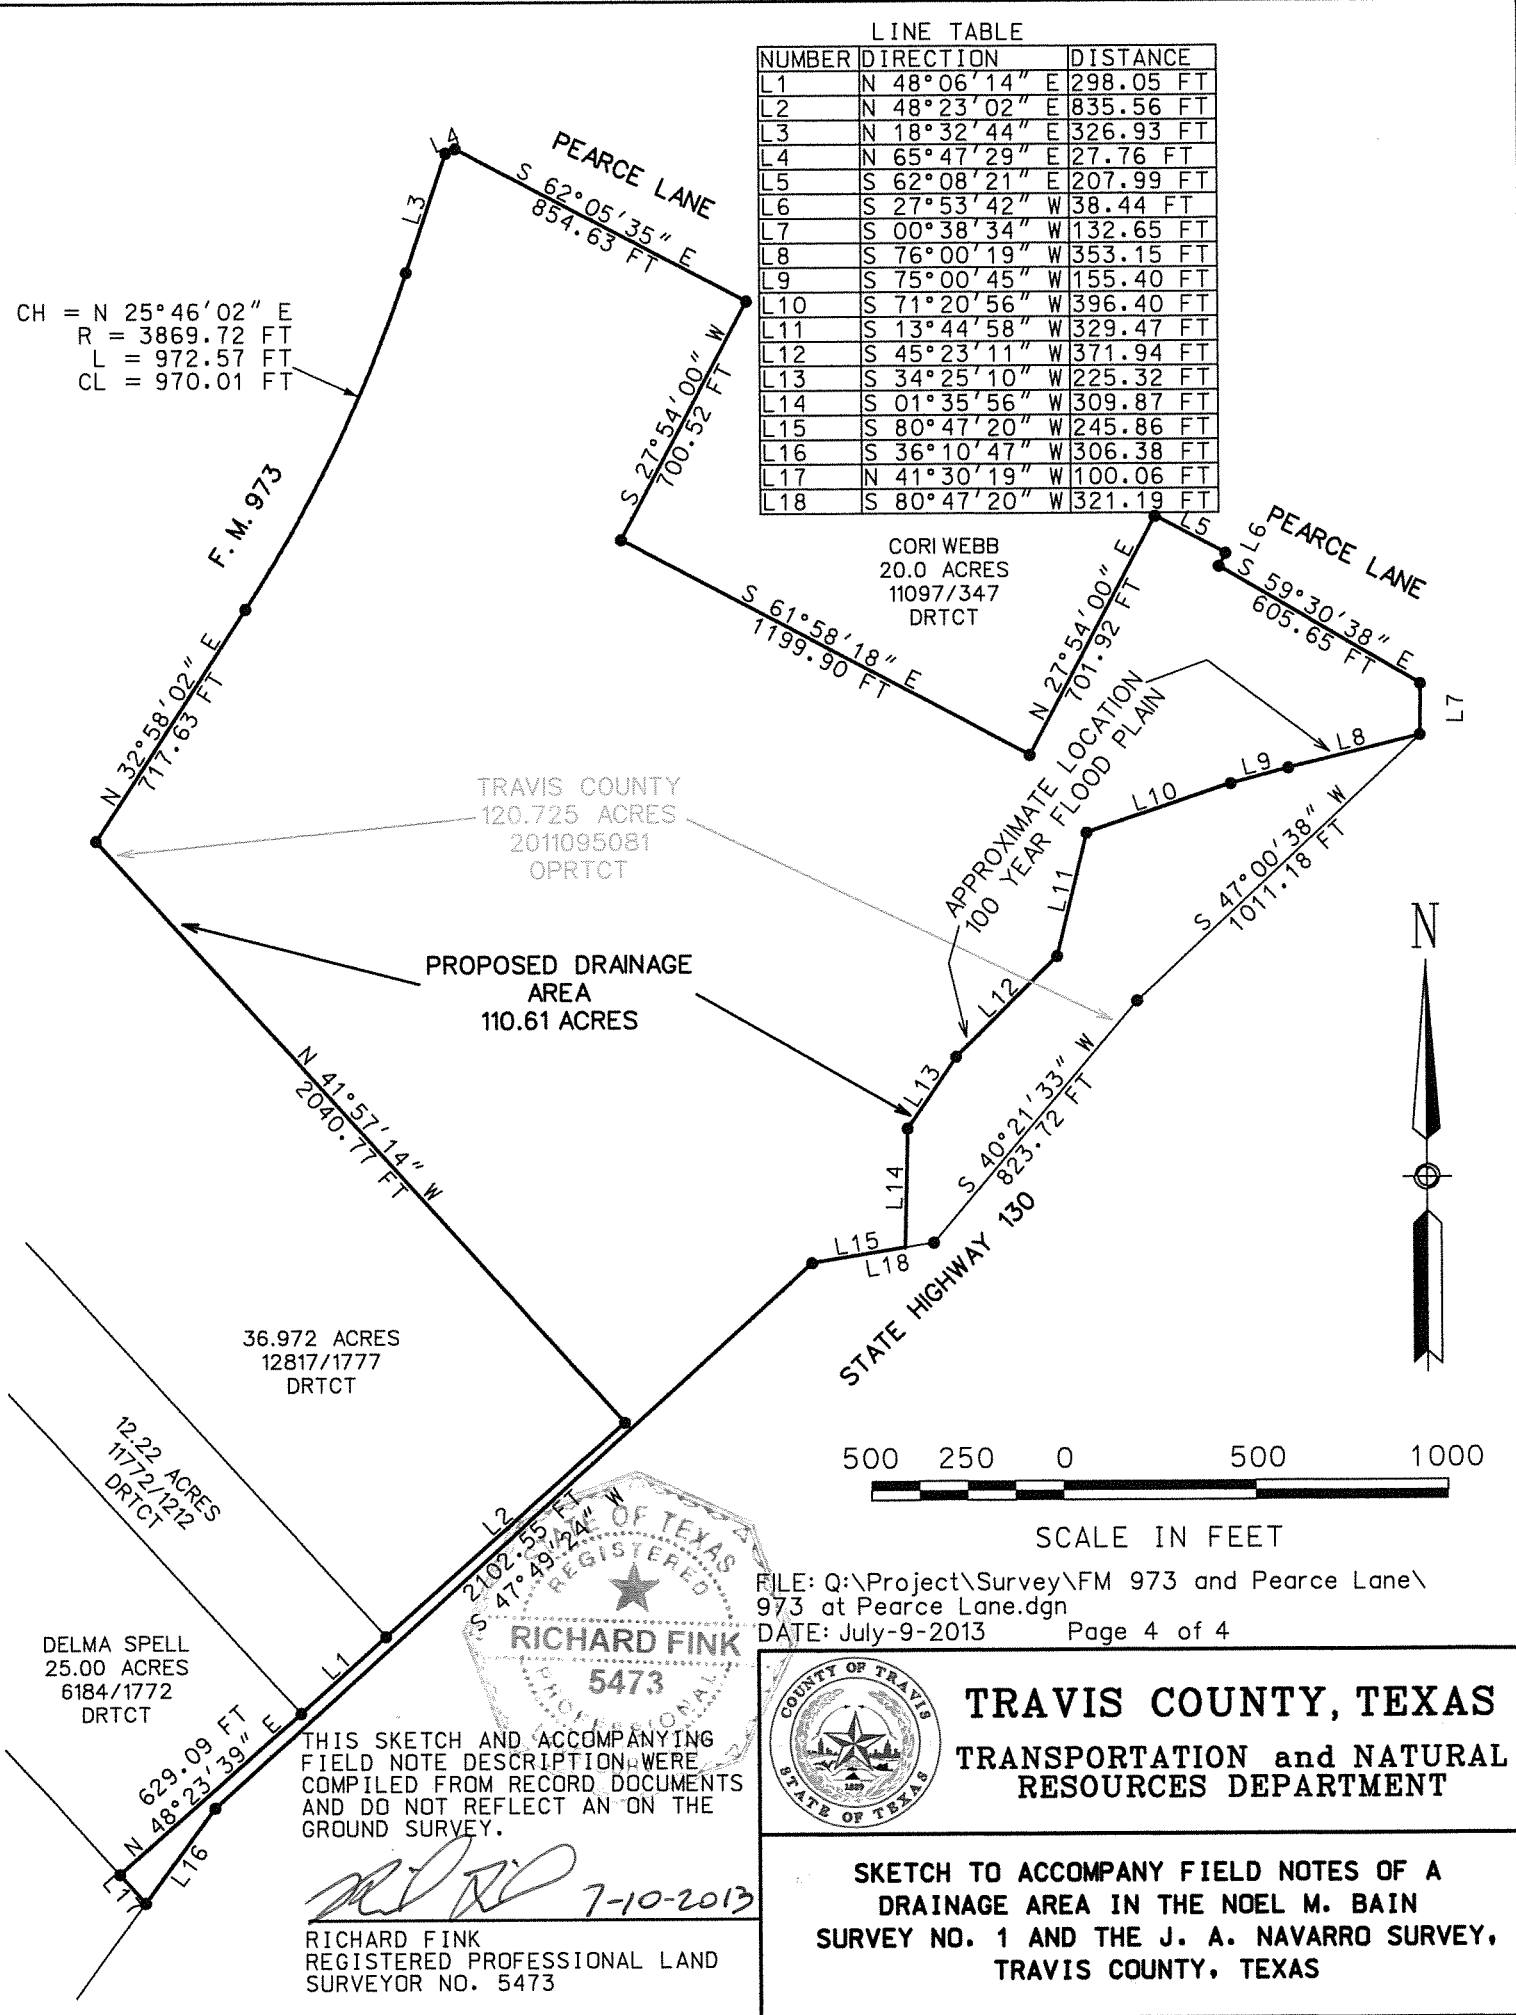 LINE TABLE
NUMBER DIRECTION DISTANCE
L1 N 48°06'14" E 298.05 FT
L2 N 48°23'02" E 835.56 FT
L3 N 18°32'44" E 326.93 FT
L4 N 65°47'29" E 27.76 FT
L5 S 62°08'21" E 207.99 FT
L6 S 27°53'42" W 38.44 FT
L7 S 00°38'34" W 132.65 FT
L8 S 76°00'19" W 353.15 FT
L9 S 75°00'45" W 155.40 FT
L10 S 71°20'56" W 396.40 FT
L11 S 13°44'58" W 329.47 FT
L12 S 45°23'11" W 371.94 FT
L13 S 34°25'10" W 225.32 FT
L14 S 01°35'56" W 309.87 FT
L15 S 80°47'20" W 245.86 FT
L16 S 36°10'47" W 306.38 FT
L17 N 41°30'19" W 100.06 FT
L18 S 80°47'20" W 321.19 FT
L4
PEARCE LANE
S 62°05'35" E
854.63 FT
L3
CH = N 25°46'02" E
R = 3869.72 FT
L = 972.57 FT
CL = 970.01 FT
S 27°54'00" W
700.52 FT
F.M. 973
CORI WEBB
20.0 ACRES
11097/347
DRTCT
L5
L6
PEARCE LANE
S 59°30'38" E
605.65 FT
S 61°58'18" E
1199.90 FT
N 27°54'00" E
701.92 FT
N 32°58'02" E
717.63 FT
APPROXIMATE LOCATION
100 YEAR FLOOD PLAIN
L7
L8
L9
L10
TRAVIS COUNTY
120.725 ACRES
2011095081
OPRTCT
L11
S 47°00'38" W
1011.18 FT
N
PROPOSED DRAINAGE
AREA
110.61 ACRES
L12
L13
N 41°57'14" W
2040.77 FT
S 40°21'33" W
823.72 FT
L14
L15
L18
STATE HIGHWAY 130
36.972 ACRES
12817/1777
DRTCT
12.22 ACRES
11772/1212
DRTCT
500 250 0 500 1000
SCALE IN FEET
L2
2102.55 FT
S 47°49'24" W
STATE OF TEXAS
REGISTERED
RICHARD FINK
5473
PROFESSIONAL
FILE: Q:\Project\Survey\FM 973 and Pearce Lane\
973 at Pearce Lane.dgn
DATE: July-9-2013 Page 4 of 4
DELMA SPELL
25.00 ACRES
6184/1772
DRTCT
L1
629.09 FT
N 48°23'39" E
L16
L17
THIS SKETCH AND ACCOMPANYING
FIELD NOTE DESCRIPTION WERE
COMPILED FROM RECORD DOCUMENTS
AND DO NOT REFLECT AN ON THE
GROUND SURVEY.
7-10-2013
RICHARD FINK
REGISTERED PROFESSIONAL LAND
SURVEYOR NO. 5473
COUNTY OF TRAVIS
STATE OF TEXAS
TRAVIS COUNTY, TEXAS
TRANSPORTATION and NATURAL
RESOURCES DEPARTMENT
SKETCH TO ACCOMPANY FIELD NOTES OF A
DRAINAGE AREA IN THE NOEL M. BAIN
SURVEY NO. 1 AND THE J. A. NAVARRO SURVEY,
TRAVIS COUNTY, TEXAS